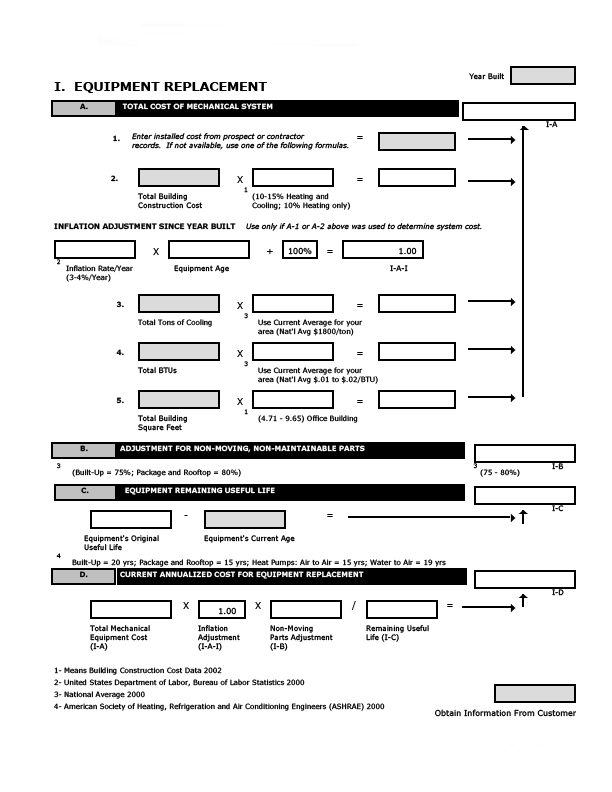 Year Built
I. EQUIPMENT REPLACEMENT
A. TOTAL COST OF MECHANICAL SYSTEM
I-A
1. Enter installed cost from prospect or contractor =
records. If not available, use one of the following formulas.
2. X =
1
Total Building (10-15% Heating and
Construction Cost Cooling; 10% Heating only)
INFLATION ADJUSTMENT SINCE YEAR BUILT Use only if A-1 or A-2 above was used to determine system cost.
X + 100% = 1.00
2
Inflation Rate/Year Equipment Age I-A-I
(3-4%/Year)
3. X =
3
Total Tons of Cooling Use Current Average for your
area (Nat'l Avg $1800/ton)
4. X =
3
Total BTUs Use Current Average for your
area (Nat'l Avg $.01 to $.02/BTU)
5. X =
1
Total Building (4.71 - 9.65) Office Building
Square Feet
B. ADJUSTMENT FOR NON-MOVING, NON-MAINTAINABLE PARTS
3 (Built-Up = 75%; Package and Rooftop = 80%) 3 (75 - 80%) I-B
C. EQUIPMENT REMAINING USEFUL LIFE
I-C
- =
Equipment's Original Equipment's Current Age
Useful Life
4
Built-Up = 20 yrs; Package and Rooftop = 15 yrs; Heat Pumps: Air to Air = 15 yrs; Water to Air = 19 yrs
D. CURRENT ANNUALIZED COST FOR EQUIPMENT REPLACEMENT
I-D
X 1.00 X / =
Total Mechanical Inflation Non-Moving Remaining Useful
Equipment Cost Adjustment Parts Adjustment Life (I-C)
(I-A) (I-A-I) (I-B)
1- Means Building Construction Cost Data 2002
2- United States Department of Labor, Bureau of Labor Statistics 2000
3- National Average 2000
4- American Society of Heating, Refrigeration and Air Conditioning Engineers (ASHRAE) 2000
Obtain Information From Customer